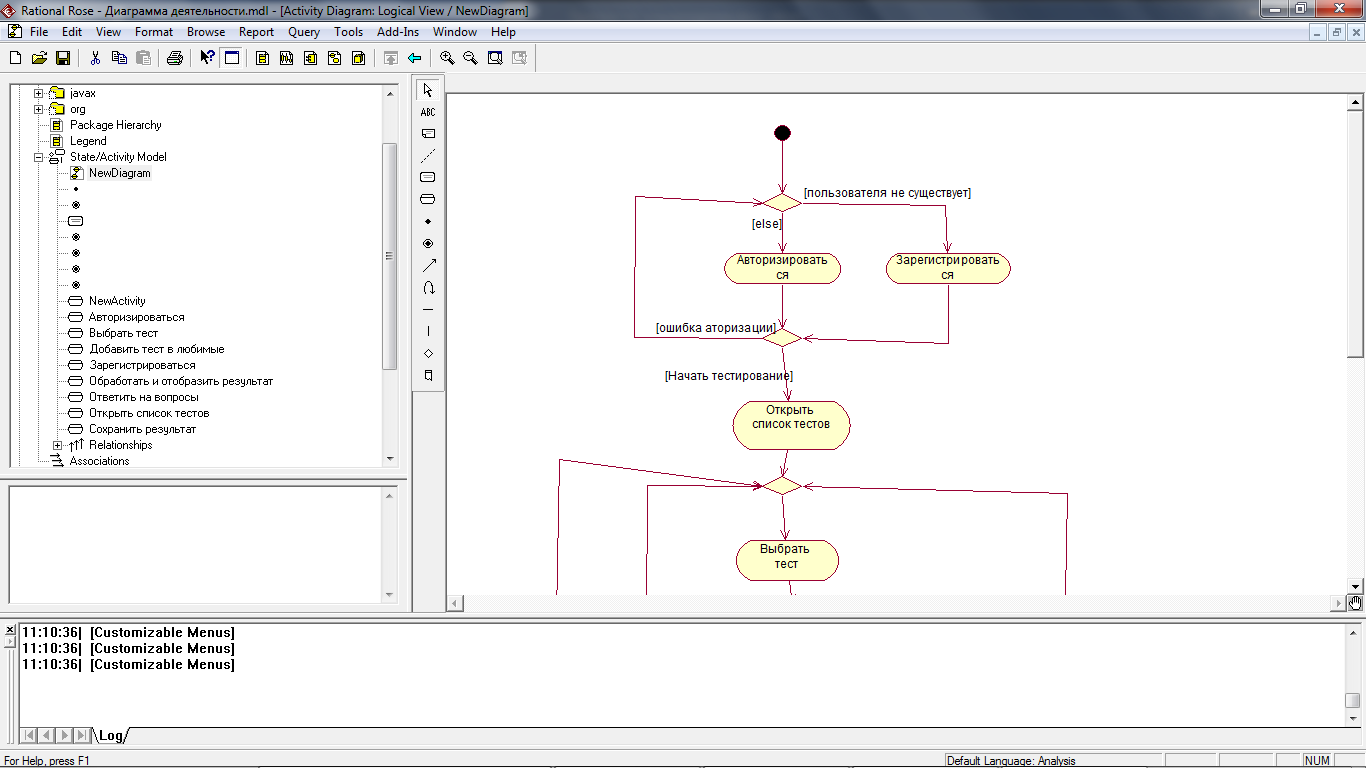 Rational Rose - Диаграмма деятельности.mdl - [Activity Diagram: Logical View / NewDiagram]
File Edit View Format Browse Report Query Tools Add-Ins Window Help
javax
org
Package Hierarchy
Legend
State/Activity Model
NewDiagram
NewActivity
Авторизироваться
Выбрать тест
Добавить тест в любимые
Зарегистрироваться
Обработать и отобразить результат
Ответить на вопросы
Открыть список тестов
Сохранить результат
Relationships
Associations
ABC
[пользователя не существует]
[else]
Авторизировать
ся
Зарегистрировать
ся
[ошибка аторизации]
[Начать тестирование]
Открыть
список тестов
Выбрать
тест
11:10:36| [Customizable Menus]
11:10:36| [Customizable Menus]
11:10:36| [Customizable Menus]
Log
For Help, press F1
Default Language: Analysis
NUM